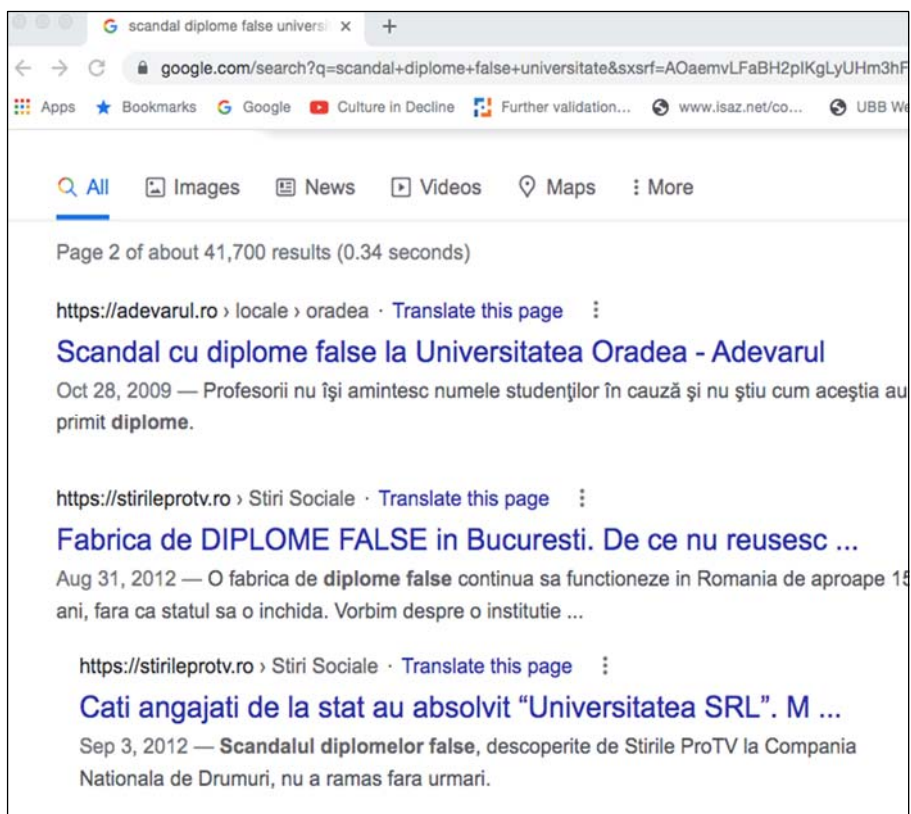 scandal diplome false universi
google.com/search?q=scandal+diplome+false+universitate&sxsrf=AOaemvLFaBH2plKgLyUHm3hF
Apps Bookmarks Google Culture in Decline Further validation... www.isaz.net/co... UBB We
All Images News Videos Maps More
Page 2 of about 41,700 results (0.34 seconds)
https://adevarul.ro › locale › oradea · Translate this page
Scandal cu diplome false la Universitatea Oradea - Adevarul
Oct 28, 2009 — Profesorii nu îşi amintesc numele studenţilor în cauză şi nu ştiu cum aceştia au
primit diplome.
https://stirileprotv.ro › Stiri Sociale · Translate this page
Fabrica de DIPLOME FALSE in Bucuresti. De ce nu reusesc ...
Aug 31, 2012 — O fabrica de diplome false continua sa functioneze in Romania de aproape 15
ani, fara ca statul sa o inchida. Vorbim despre o institutie ...
https://stirileprotv.ro › Stiri Sociale · Translate this page
Cati angajati de la stat au absolvit “Universitatea SRL”. M ...
Sep 3, 2012 — Scandalul diplomelor false, descoperite de Stirile ProTV la Compania
Nationala de Drumuri, nu a ramas fara urmari.